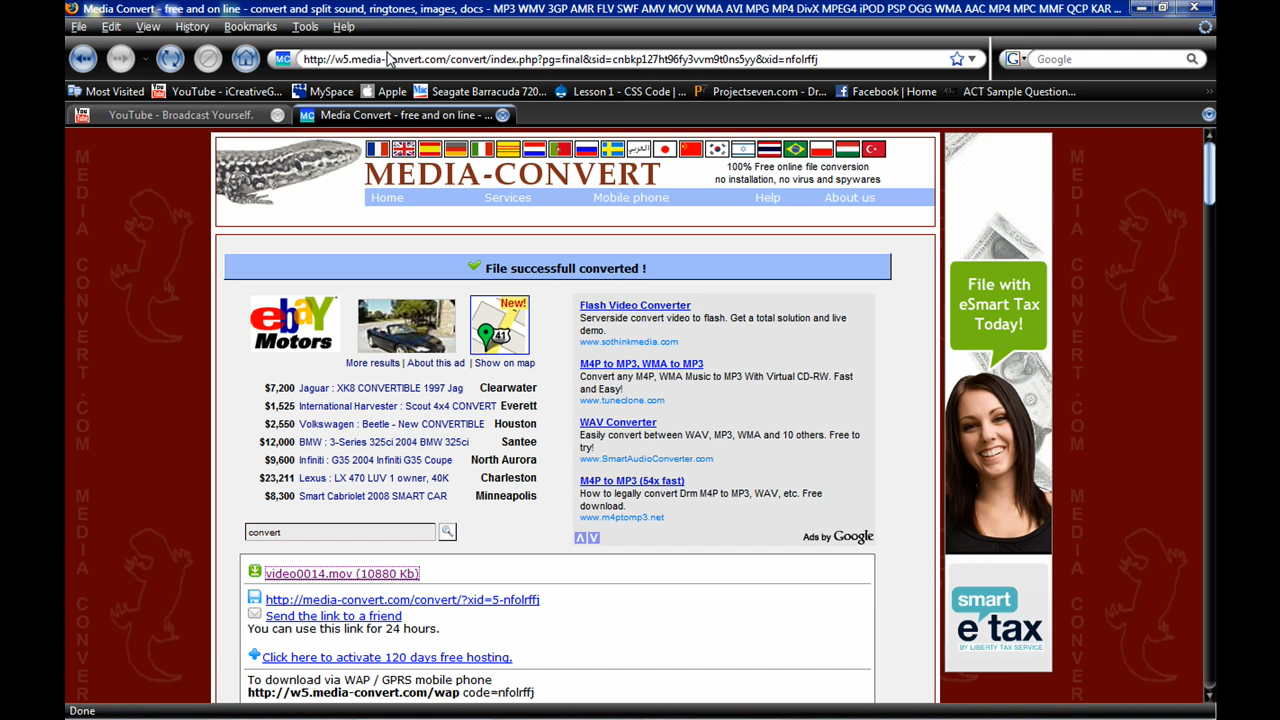 Media Convert - free and on line - convert and split sound, ringtones, images, docs - MP3 WMV 3GP AMR FLV SWF AMV MOV WMA AVI MPG MP4 DivX MPEG4 iPOD PSP OGG WMA AAC MP4 MPC MMF QCP KAR ...
File Edit View History Bookmarks Tools Help
MC http://w5.media-convert.com/convert/index.php?pg=final&sid=cnbkp127ht96fy3vvm9t0ns5yy&xid=nfolrffj
G Google
Most Visited YouTube - iCreativeG... MySpace Apple Seagate Barracuda 720... Lesson 1 - CSS Code | ... Projectseven.com - Dr... Facebook | Home ACT Sample Question...
YouTube - Broadcast Yourself. MC Media Convert - free and on line - ...
MEDIA-CONVERT
100% Free online file conversion
no installation, no virus and spywares
Home Services Mobile phone Help About us
File successfull converted !
ebay Motors
New!
41
More results | About this ad | Show on map
$7,200 Jaguar : XK8 CONVERTIBLE 1997 Jag Clearwater
$1,525 International Harvester : Scout 4x4 CONVERT Everett
$2,550 Volkswagen : Beetle - New CONVERTIBLE Houston
$12,000 BMW : 3-Series 325ci 2004 BMW 325ci Santee
$9,600 Infiniti : G35 2004 Infiniti G35 Coupe North Aurora
$23,211 Lexus : LX 470 LUV 1 owner, 40K Charleston
$8,300 Smart Cabriolet 2008 SMART CAR Minneapolis
convert
Flash Video Converter
Serverside convert video to flash. Get a total solution and live
demo.
www.sothinkmedia.com
M4P to MP3, WMA to MP3
Convert any M4P, WMA Music to MP3 With Virtual CD-RW. Fast
and Easy!
www.tuneclone.com
WAV Converter
Easily convert between WAV, MP3, WMA and 10 others. Free to
try!
www.SmartAudioConverter.com
M4P to MP3 (54x fast)
How to legally convert Drm M4P to MP3, WAV, etc. Free
download.
www.m4ptomp3.net
Ads by Google
video0014.mov (10880 Kb)
http://media-convert.com/convert/?xid=5-nfolrffj
Send the link to a friend
You can use this link for 24 hours.
Click here to activate 120 days free hosting.
To download via WAP / GPRS mobile phone
http://w5.media-convert.com/wap code=nfolrffj
File with
eSmart Tax
Today!
smart
e tax
BY LIBERTY TAX SERVICE
MEDIA CONVERT.COM
MEDIA CONVERT.COM
Done